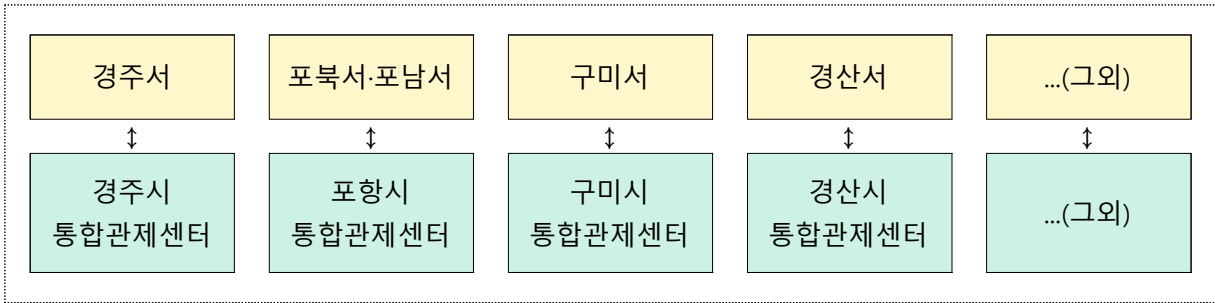 경주서
포북서·포남서
구미서
경산서
...(그외)
↕ ↕ ↕ ↕ ↕
경주시
통합관제센터
포항시
통합관제센터
구미시
통합관제센터
경산시
통합관제센터
...(그외)